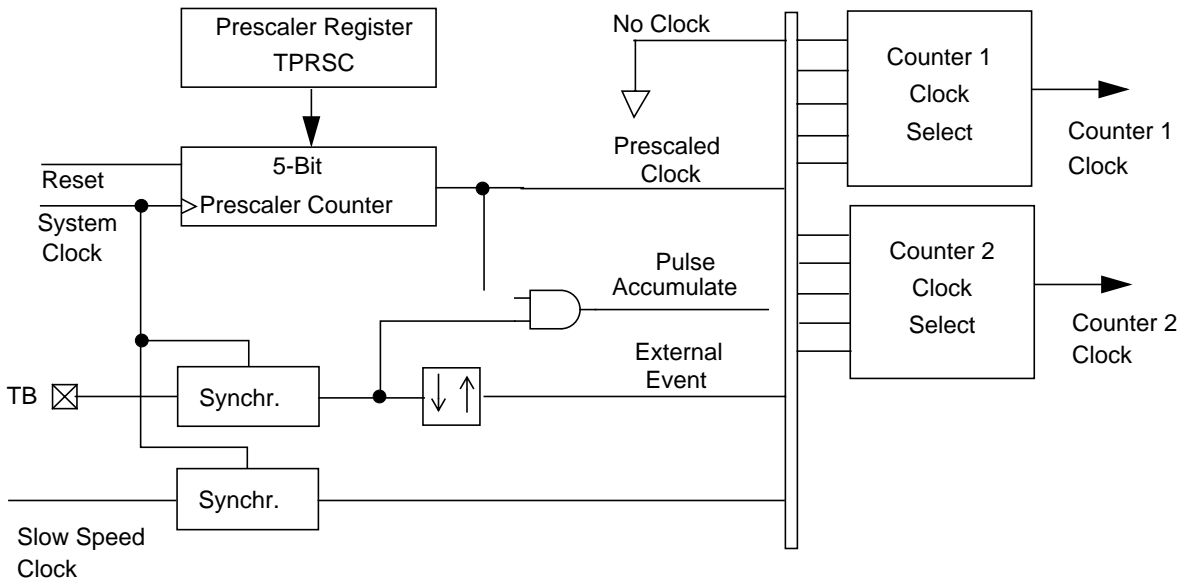 Prescaler Register
TPRSC
No Clock
Counter 1
Clock
Select
Counter 1
Clock
5-Bit
Prescaler Counter
Reset
System
Clock
Prescaled
Clock
Counter 2
Clock
Select
Counter 2
Clock
Pulse
Accumulate
External
Event
TB
Synchr.
Synchr.
Slow Speed
Clock